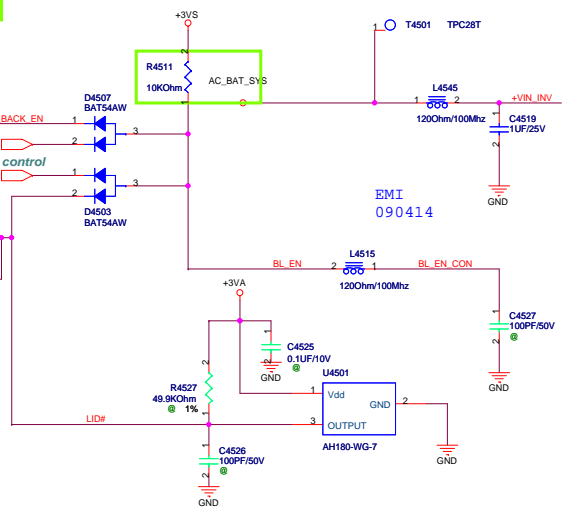 +3VS
1
T4501 TPC28T
2
R4511
10KOhm
AC_BAT_SYS
1
L4545
1 2
+VIN_INV
120Ohm/100Mhz
1
C4519
1UF/25V
2
GND
D4507
BAT54AW
BACK_EN
1
3
2
control
1
3
2
D4503
BAT54AW
EMI
090414
L4515
BL_EN
2 1
BL_EN_CON
120Ohm/100Mhz
+3VA
1
C4527
100PF/50V
@
2
GND
1
C4525
0.1UF/10V
@
2
GND
2
R4527
49.9KOhm
@ 1%
1
U4501
1
Vdd
GND
2
3
OUTPUT
AH180-WG-7
LID#
1
C4526
100PF/50V
@
2
GND
GND